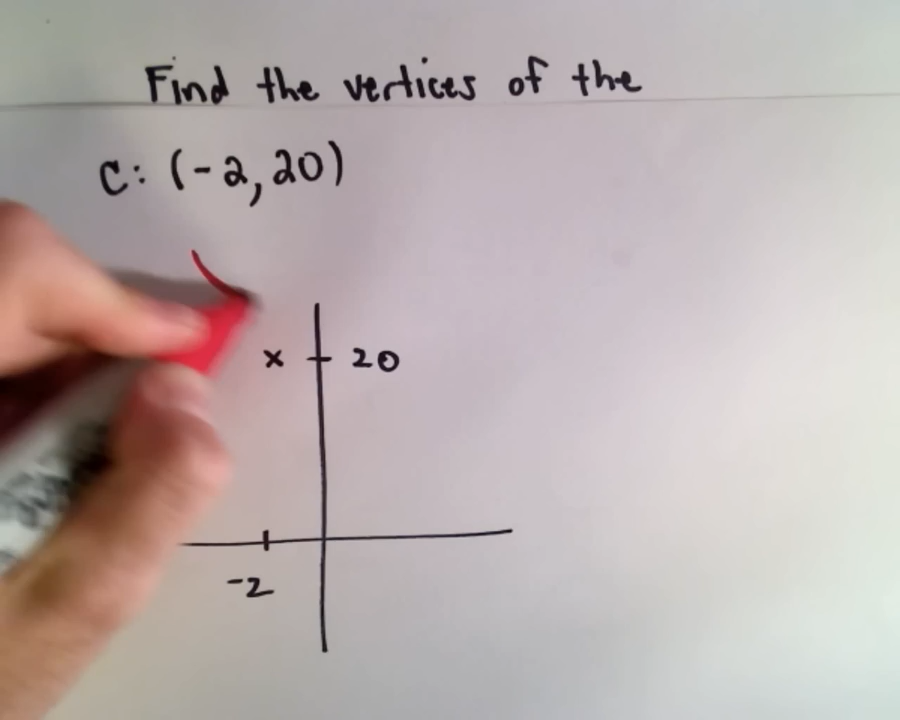 Find the vertices of the
C: (-2, 20)
x 20
-2